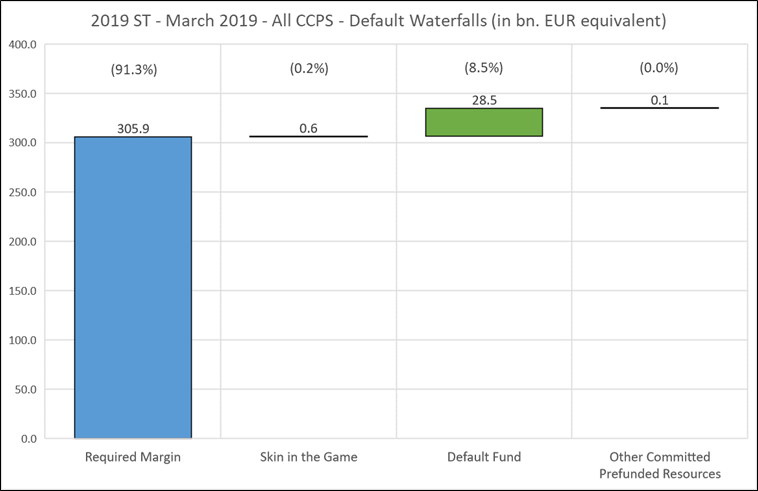 2019 ST - March 2019 - All CCPS - Default Waterfalls (in bn. EUR equivalent)
400.0
350.0
300.0
250.0
200.0
150.0
100.0
50.0
0.0
(91.3%)
(0.2%)
(8.5%)
(0.0%)
305.9
0.6
28.5
0.1
Required Margin
Skin in the Game
Default Fund
Other Committed
Prefunded Resources